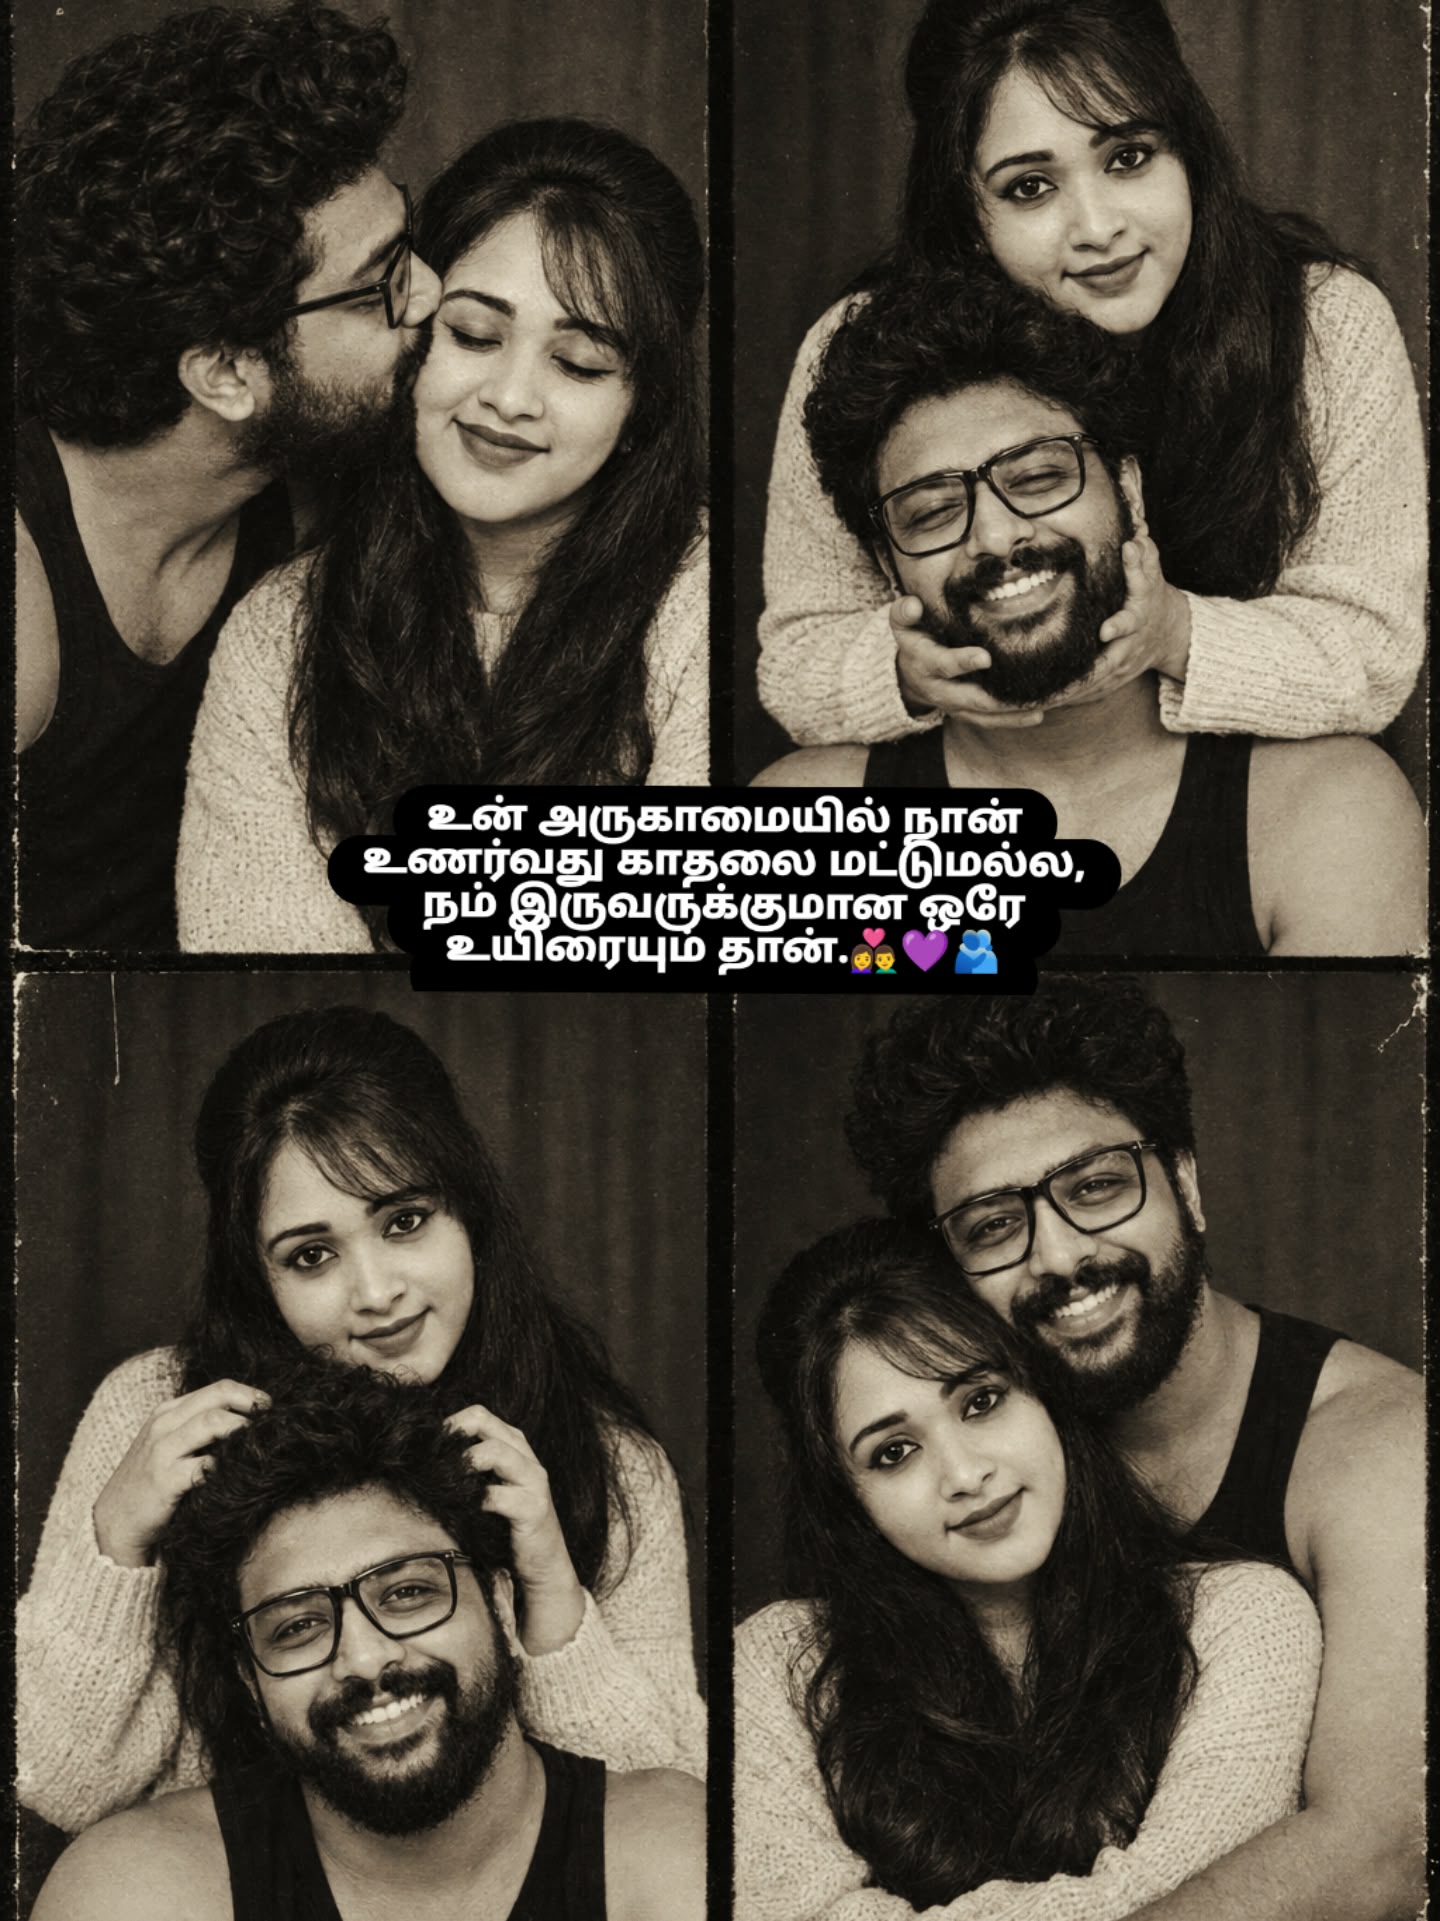 உன் அருகாமையில் நான்
உணர்வது காதலை மட்டுமல்ல,
நம் இருவருக்குமான ஒரே
உயிரையும் தான்.👩‍❤️‍👨💜🫂